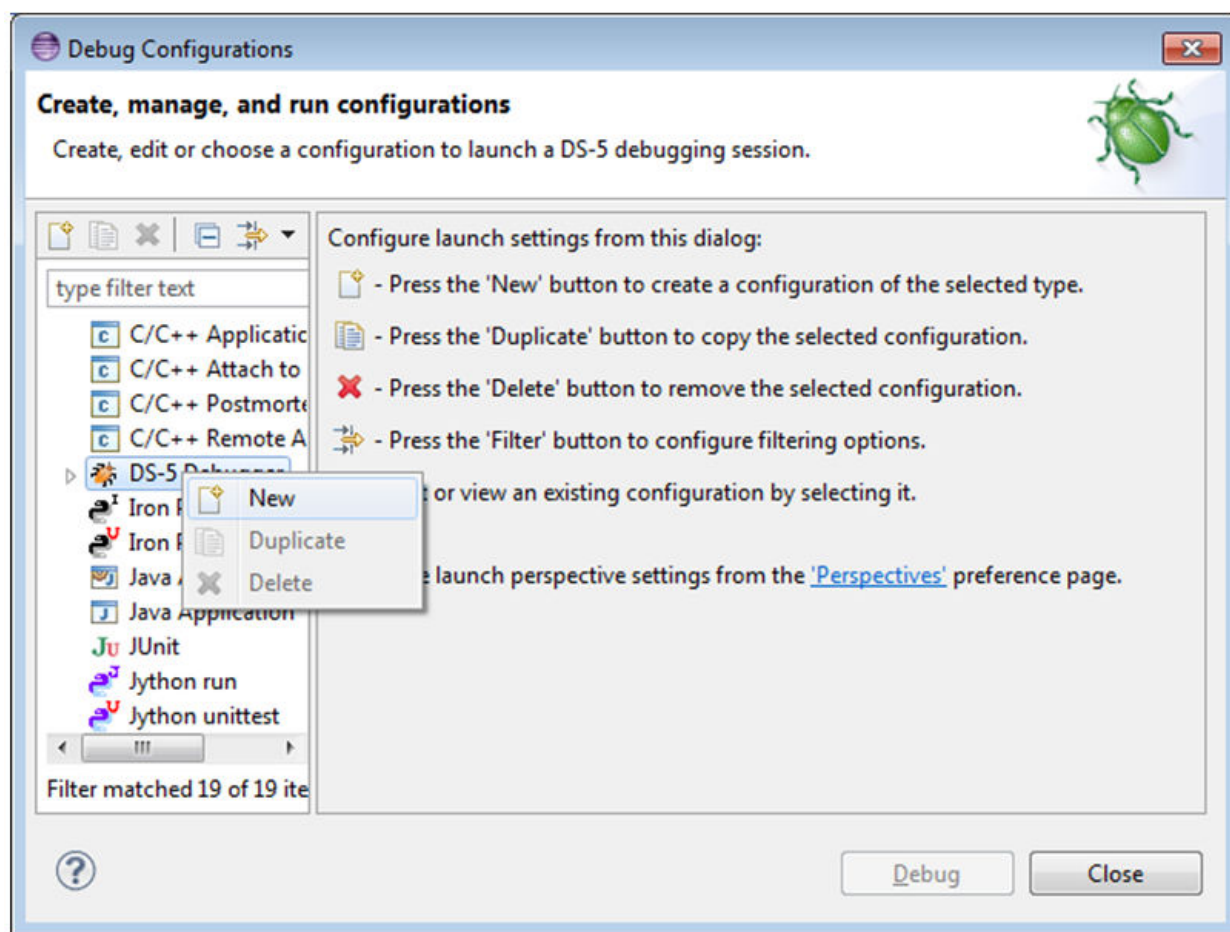 Debug Configurations
Create, manage, and run configurations
Create, edit or choose a configuration to launch a DS-5 debugging session.
type filter text
C/C++ Applicatic
C/C++ Attach to
C/C++ Postmorte
C/C++ Remote A
DS-5 Debugger
Iron P
Iron P
Java A
Java Application
JUnit
Jython run
Jython unittest
Filter matched 19 of 19 ite
New
Duplicate
Delete
Configure launch settings from this dialog:
- Press the 'New' button to create a configuration of the selected type.
- Press the 'Duplicate' button to copy the selected configuration.
- Press the 'Delete' button to remove the selected configuration.
- Press the 'Filter' button to configure filtering options.
or view an existing configuration by selecting it.
launch perspective settings from the 'Perspectives' preference page.
Debug
Close